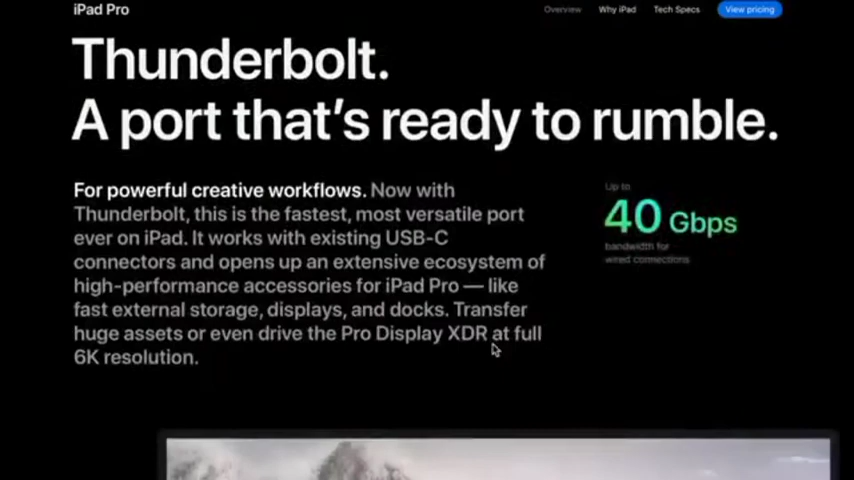 iPad Pro
Overview Why iPad Tech Specs View pricing
Thunderbolt.
A port that's ready to rumble.
For powerful creative workflows. Now with
Thunderbolt, this is the fastest, most versatile port
ever on iPad. It works with existing USB-C
connectors and opens up an extensive ecosystem of
high-performance accessories for iPad Pro — like
fast external storage, displays, and docks. Transfer
huge assets or even drive the Pro Display XDR at full
6K resolution.
Up to
40 Gbps
bandwidth for
wired connections